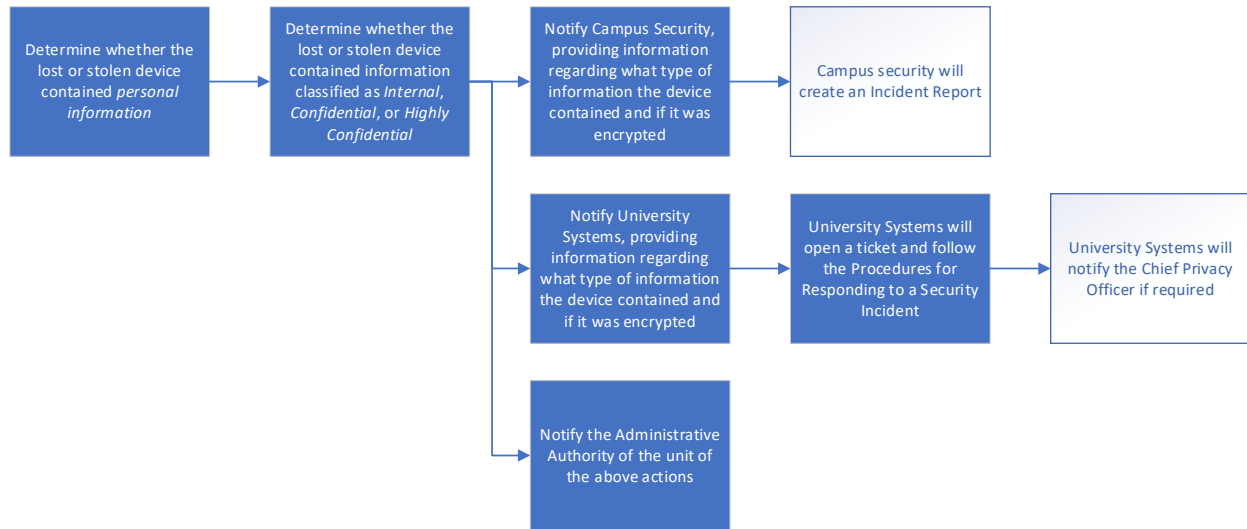 Determine whether the
lost or stolen device
contained personal
information
Determine whether the
lost or stolen device
contained information
classified as Internal,
Confidential, or Highly
Confidential
Notify Campus Security,
providing information
regarding what type of
information the device
contained and if it was
encrypted
Campus security will
create an Incident Report
Notify University
Systems, providing
information regarding
what type of information
the device contained and
if it was encrypted
University Systems will
open a ticket and follow
the Procedures for
Responding to a Security
Incident
University Systems will
notify the Chief Privacy
Officer if required
Notify the Administrative
Authority of the unit of
the above actions